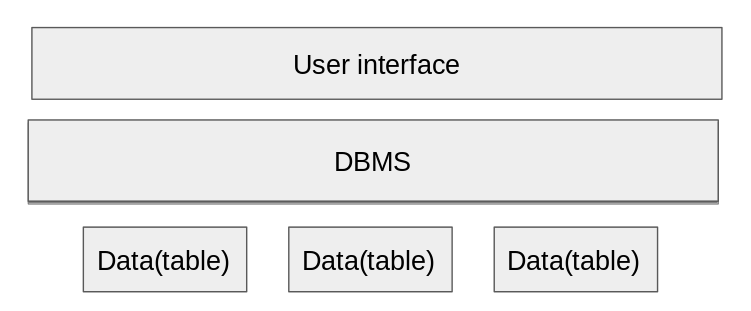 User interface
DBMS
Data(table) Data(table) Data(table)